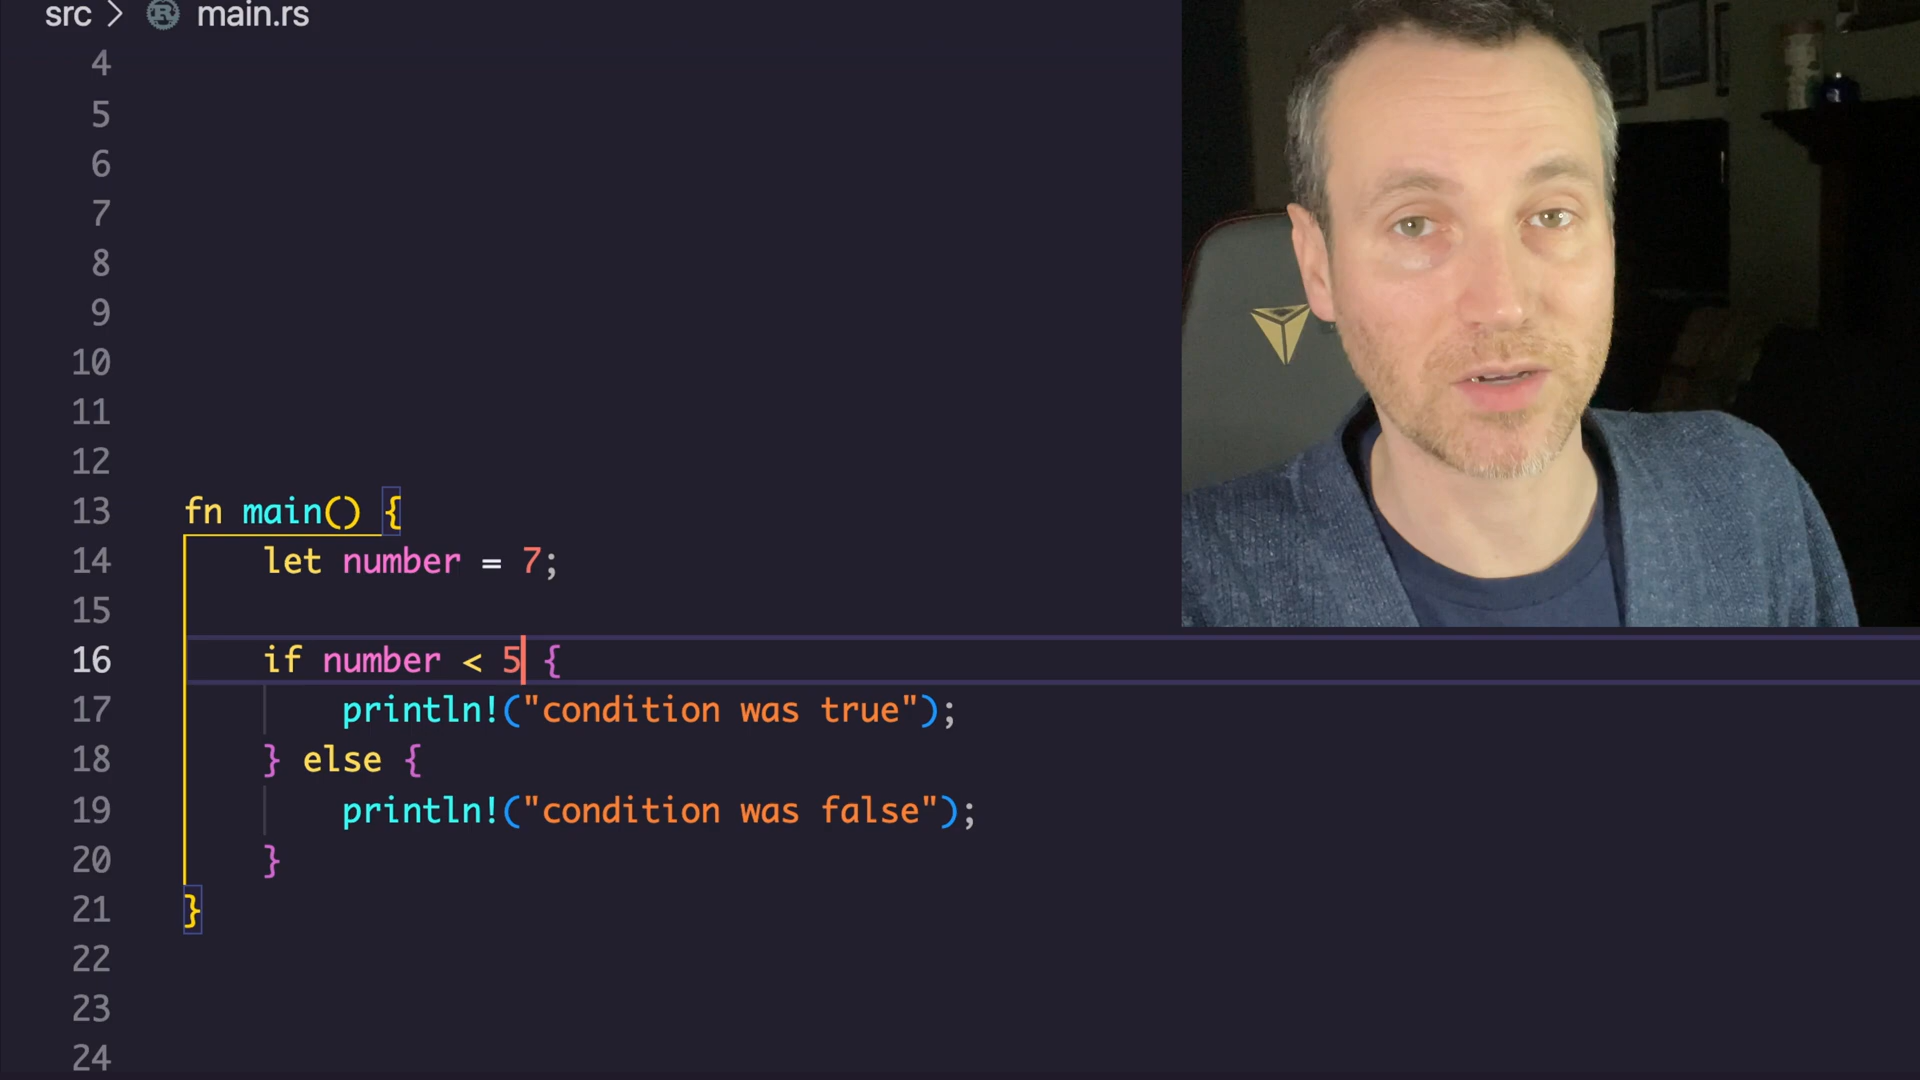 src > main.rs
4
5
6
7
8
9
10
11
12
13 fn main() {
14 let number = 7;
15
16 if number < 5 {
17 println!("condition was true");
18 } else {
19 println!("condition was false");
20 }
21 }
22
23
24